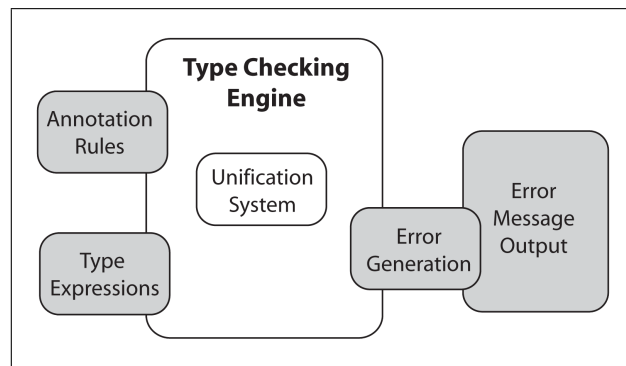 Type Checking
Engine
Annotation
Rules
Unification
System
Type
Expressions
Error
Generation
Error
Message
Output